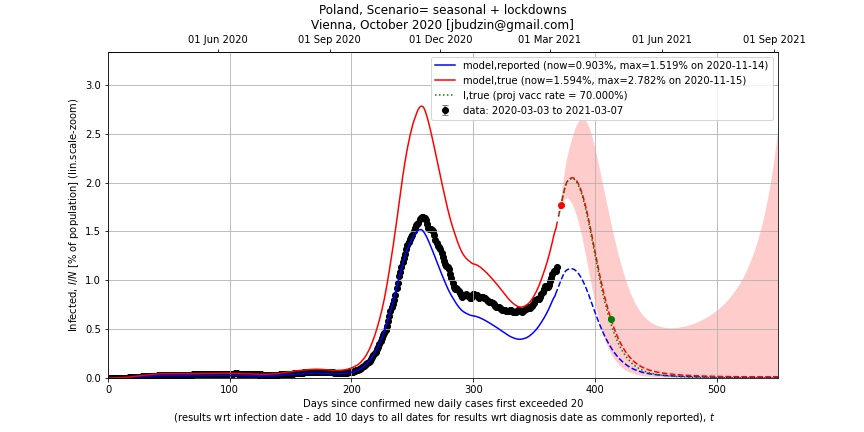 Poland, Scenario= seasonal + lockdowns
Vienna, October 2020 [jbudzin@gmail.com]
01 Jun 2020 01 Sep 2020 01 Dec 2020 01 Mar 2021 01 Jun 2021 01 Sep 2021
model,reported (now=0.903%, max=1.519% on 2020-11-14)
model,true (now=1.594%, max=2.782% on 2020-11-15)
I,true (proj vacc rate = 70.000%)
data: 2020-03-03 to 2021-03-07
Infected, I/N [% of population] (lin.scale-zoom)
3.0
2.5
2.0
1.5
1.0
0.5
0.0
0 100 200 300 400 500
Days since confirmed new daily cases first exceeded 20
(results wrt infection date - add 10 days to all dates for results wrt diagnosis date as commonly reported), t